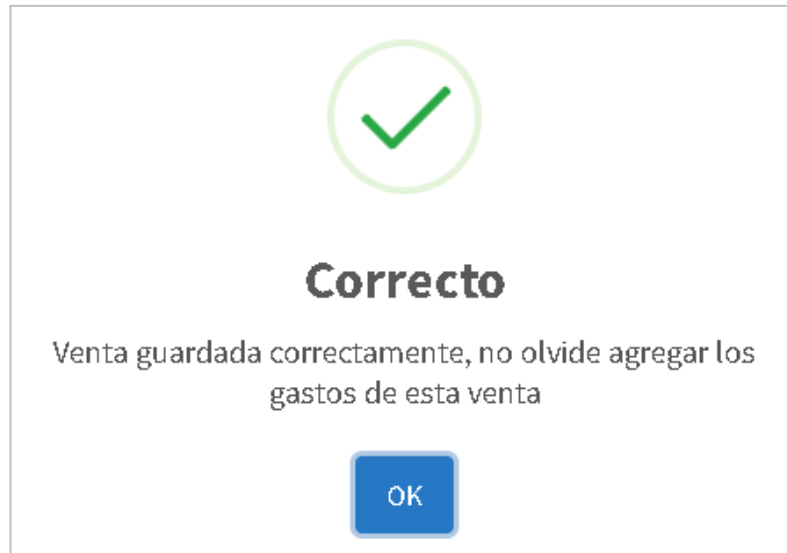 Correcto
Venta guardada correctamente, no olvide agregar los
gastos de esta venta
OK